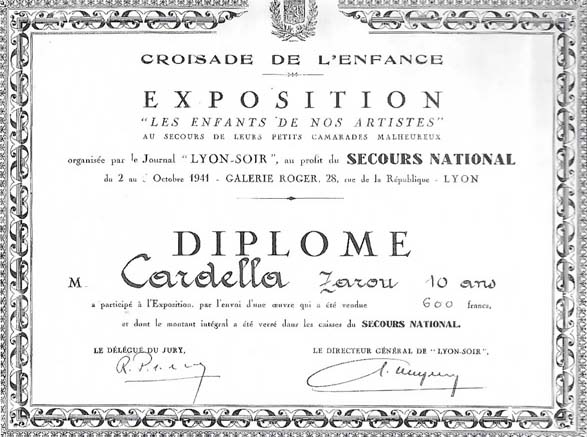 CROISADE DE L'ENFANCE
EXPOSITION
"LES ENFANTS DE NOS ARTISTES"
AU SECOURS DE LEURS PETITS CAMARADES MALHEUREUX
organisée par le Journal "LYON-SOIR", au profit du SECOURS NATIONAL
du 2 au Octobre 1941 - GALERIE ROGER, 28, rue de la République - LYON
DIPLOME
M Cardella Zarou 10 ans
a participé à l'Exposition, par l'envoi d'une œuvre qui a été vendue 600 francs,
et dont le montant intégral a été versé dans les caisses du SECOURS NATIONAL.
LE DÉLÉGUÉ DU JURY,
LE DIRECTEUR GÉNÉRAL DE "LYON-SOIR",